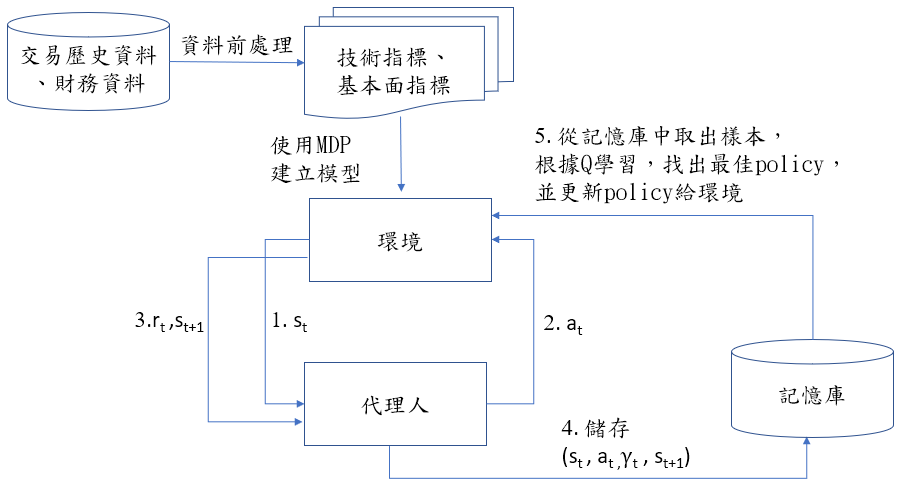 交易歷史資料
、財務資料
資料前處理
技術指標、
基本面指標
使用MDP
建立模型
5. 從記憶庫中取出樣本，
根據Q學習，找出最佳policy，
並更新policy給環境
環境
3.rt ,st+1
1. st
2. at
代理人
記憶庫
4. 儲存
(st , at ,γt , st+1)